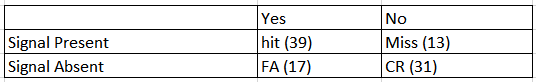 Yes No
Signal Present hit (39) Miss (13)
Signal Absent FA (17) CR (31)